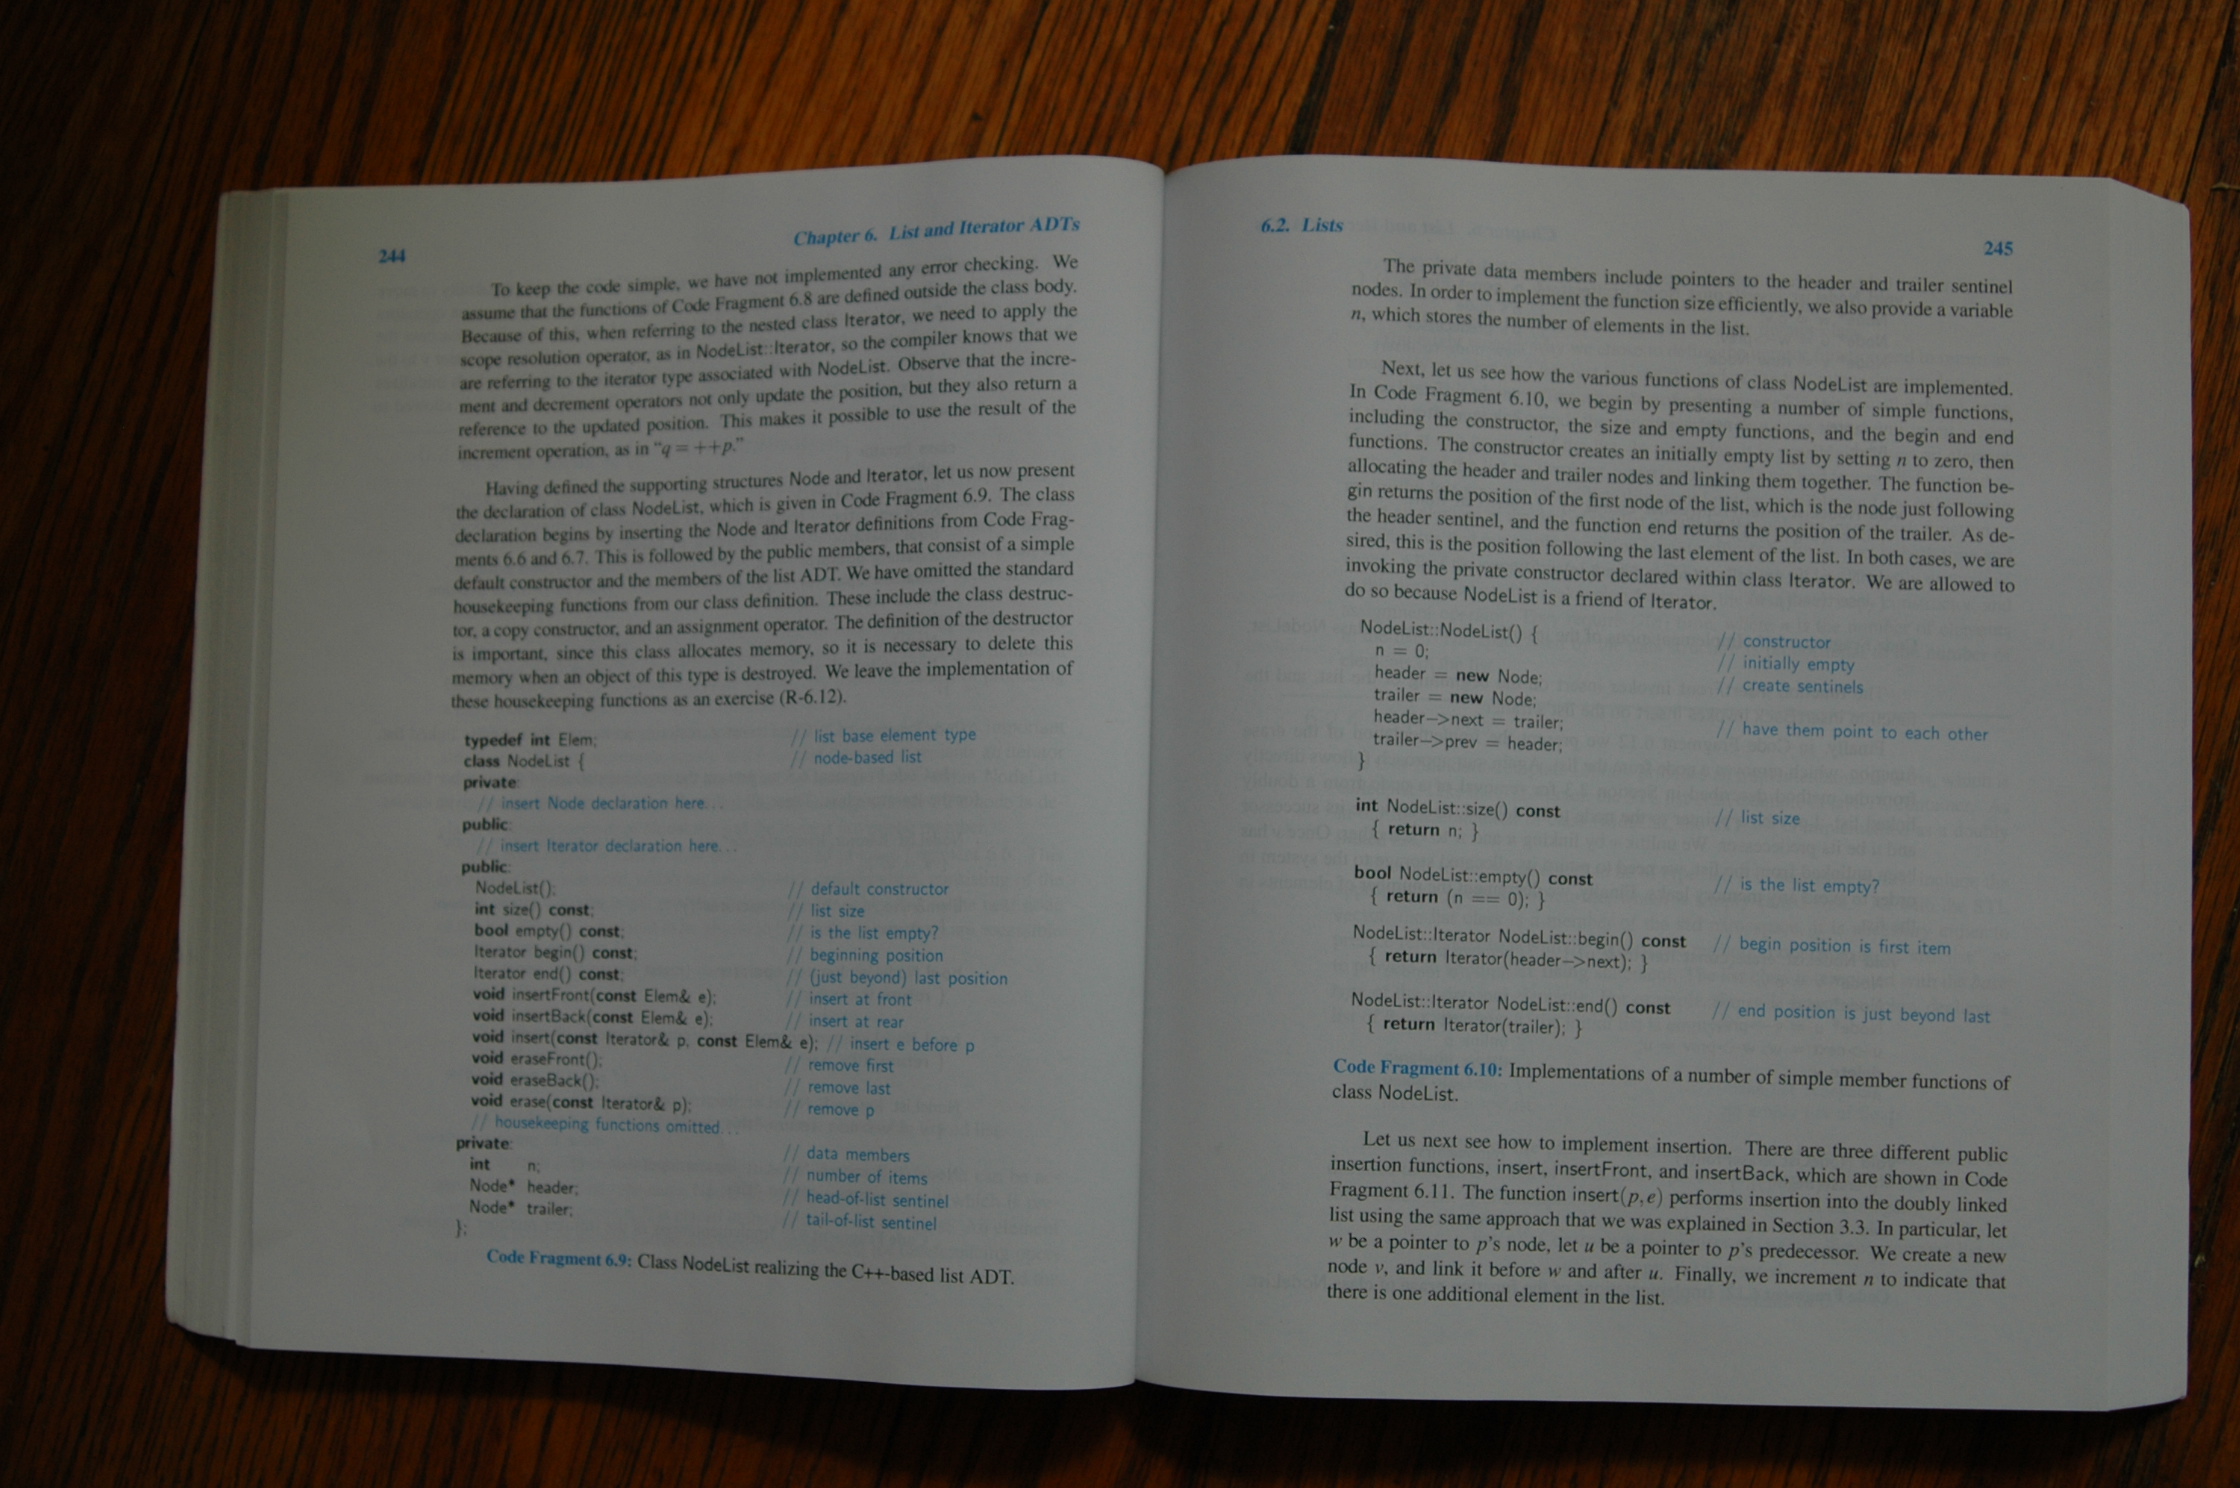 244
Chapter 6. List and Iterator ADTs
To keep the code simple, we have not implemented any error checking. We
assume that the functions of Code Fragment 6.8 are defined outside the class body.
Because of this, when referring to the nested class Iterator, we need to apply the
scope resolution operator, as in NodeList::Iterator, so the compiler knows that we
are referring to the iterator type associated with NodeList. Observe that the incre-
ment and decrement operators not only update the position, but they also return a
reference to the updated position. This makes it possible to use the result of the
increment operation, as in "q = ++p."
Having defined the supporting structures Node and Iterator, let us now present
the declaration of class NodeList, which is given in Code Fragment 6.9. The class
declaration begins by inserting the Node and Iterator definitions from Code Frag-
ments 6.6 and 6.7. This is followed by the public members, that consist of a simple
default constructor and the members of the list ADT. We have omitted the standard
housekeeping functions from our class definition. These include the class destruc-
tor, a copy constructor, and an assignment operator. The definition of the destructor
is important, since this class allocates memory, so it is necessary to delete this
memory when an object of this type is destroyed. We leave the implementation of
these housekeeping functions as an exercise (R-6.12).
typedef int Elem; // list base element type
class NodeList { // node-based list
private:
// insert Node declaration here. . .
public:
// insert Iterator declaration here. . .
public:
NodeList(); // default constructor
int size() const; // list size
bool empty() const; // is the list empty?
Iterator begin() const; // beginning position
Iterator end() const; // (just beyond) last position
void insertFront(const Elem& e); // insert at front
void insertBack(const Elem& e); // insert at rear
void insert(const Iterator& p, const Elem& e); // insert e before p
void eraseFront(); // remove first
void eraseBack(); // remove last
void erase(const Iterator& p); // remove p
// housekeeping functions omitted. . .
private: // data members
int n; // number of items
Node* header; // head-of-list sentinel
Node* trailer; // tail-of-list sentinel
};
Code Fragment 6.9: Class NodeList realizing the C++-based list ADT.
6.2. Lists
245
The private data members include pointers to the header and trailer sentinel
nodes. In order to implement the function size efficiently, we also provide a variable
n, which stores the number of elements in the list.
Next, let us see how the various functions of class NodeList are implemented.
In Code Fragment 6.10, we begin by presenting a number of simple functions,
including the constructor, the size and empty functions, and the begin and end
functions. The constructor creates an initially empty list by setting n to zero, then
allocating the header and trailer nodes and linking them together. The function be-
gin returns the position of the first node of the list, which is the node just following
the header sentinel, and the function end returns the position of the trailer. As de-
sired, this is the position following the last element of the list. In both cases, we are
invoking the private constructor declared within class Iterator. We are allowed to
do so because NodeList is a friend of Iterator.
NodeList::NodeList() { // constructor
n = 0; // initially empty
header = new Node; // create sentinels
trailer = new Node;
header->next = trailer; // have them point to each other
trailer->prev = header;
}
int NodeList::size() const // list size
{ return n; }
bool NodeList::empty() const // is the list empty?
{ return (n == 0); }
NodeList::Iterator NodeList::begin() const // begin position is first item
{ return Iterator(header->next); }
NodeList::Iterator NodeList::end() const // end position is just beyond last
{ return Iterator(trailer); }
Code Fragment 6.10: Implementations of a number of simple member functions of
class NodeList.
Let us next see how to implement insertion. There are three different public
insertion functions, insert, insertFront, and insertBack, which are shown in Code
Fragment 6.11. The function insert(p,e) performs insertion into the doubly linked
list using the same approach that we was explained in Section 3.3. In particular, let
w be a pointer to p's node, let u be a pointer to p's predecessor. We create a new
node v, and link it before w and after u. Finally, we increment n to indicate that
there is one additional element in the list.